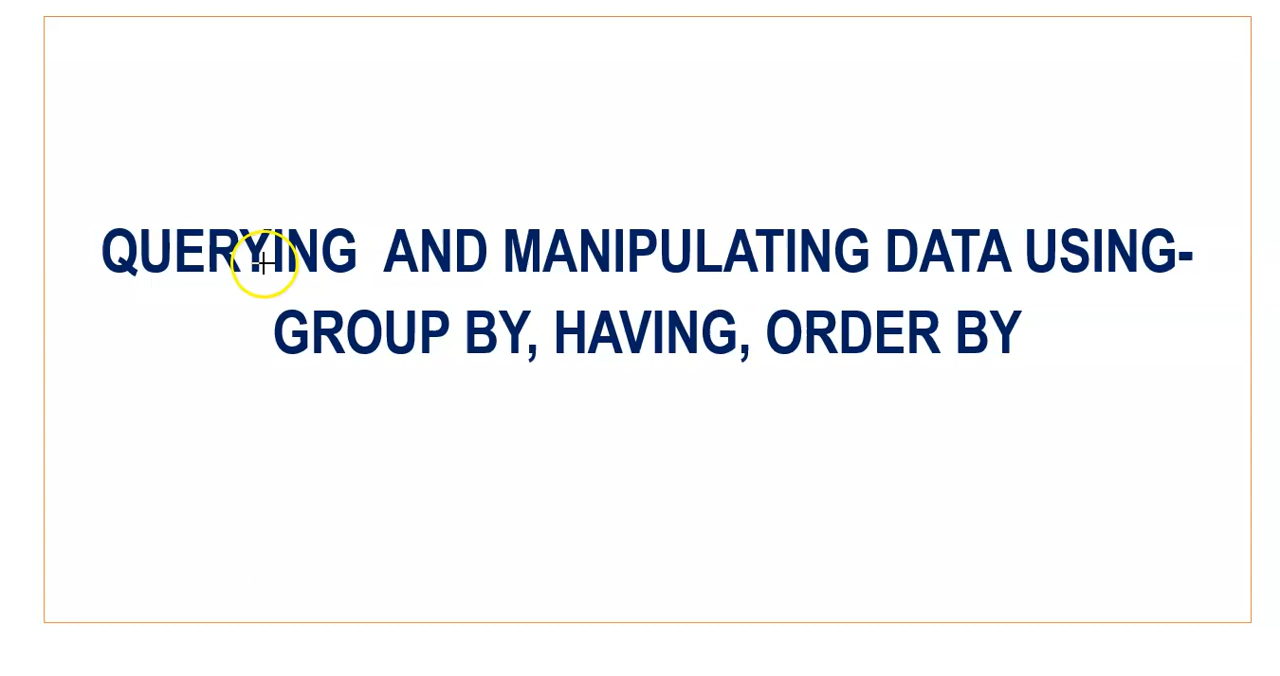 QUERYING  AND MANIPULATING DATA USING-
GROUP BY, HAVING, ORDER BY